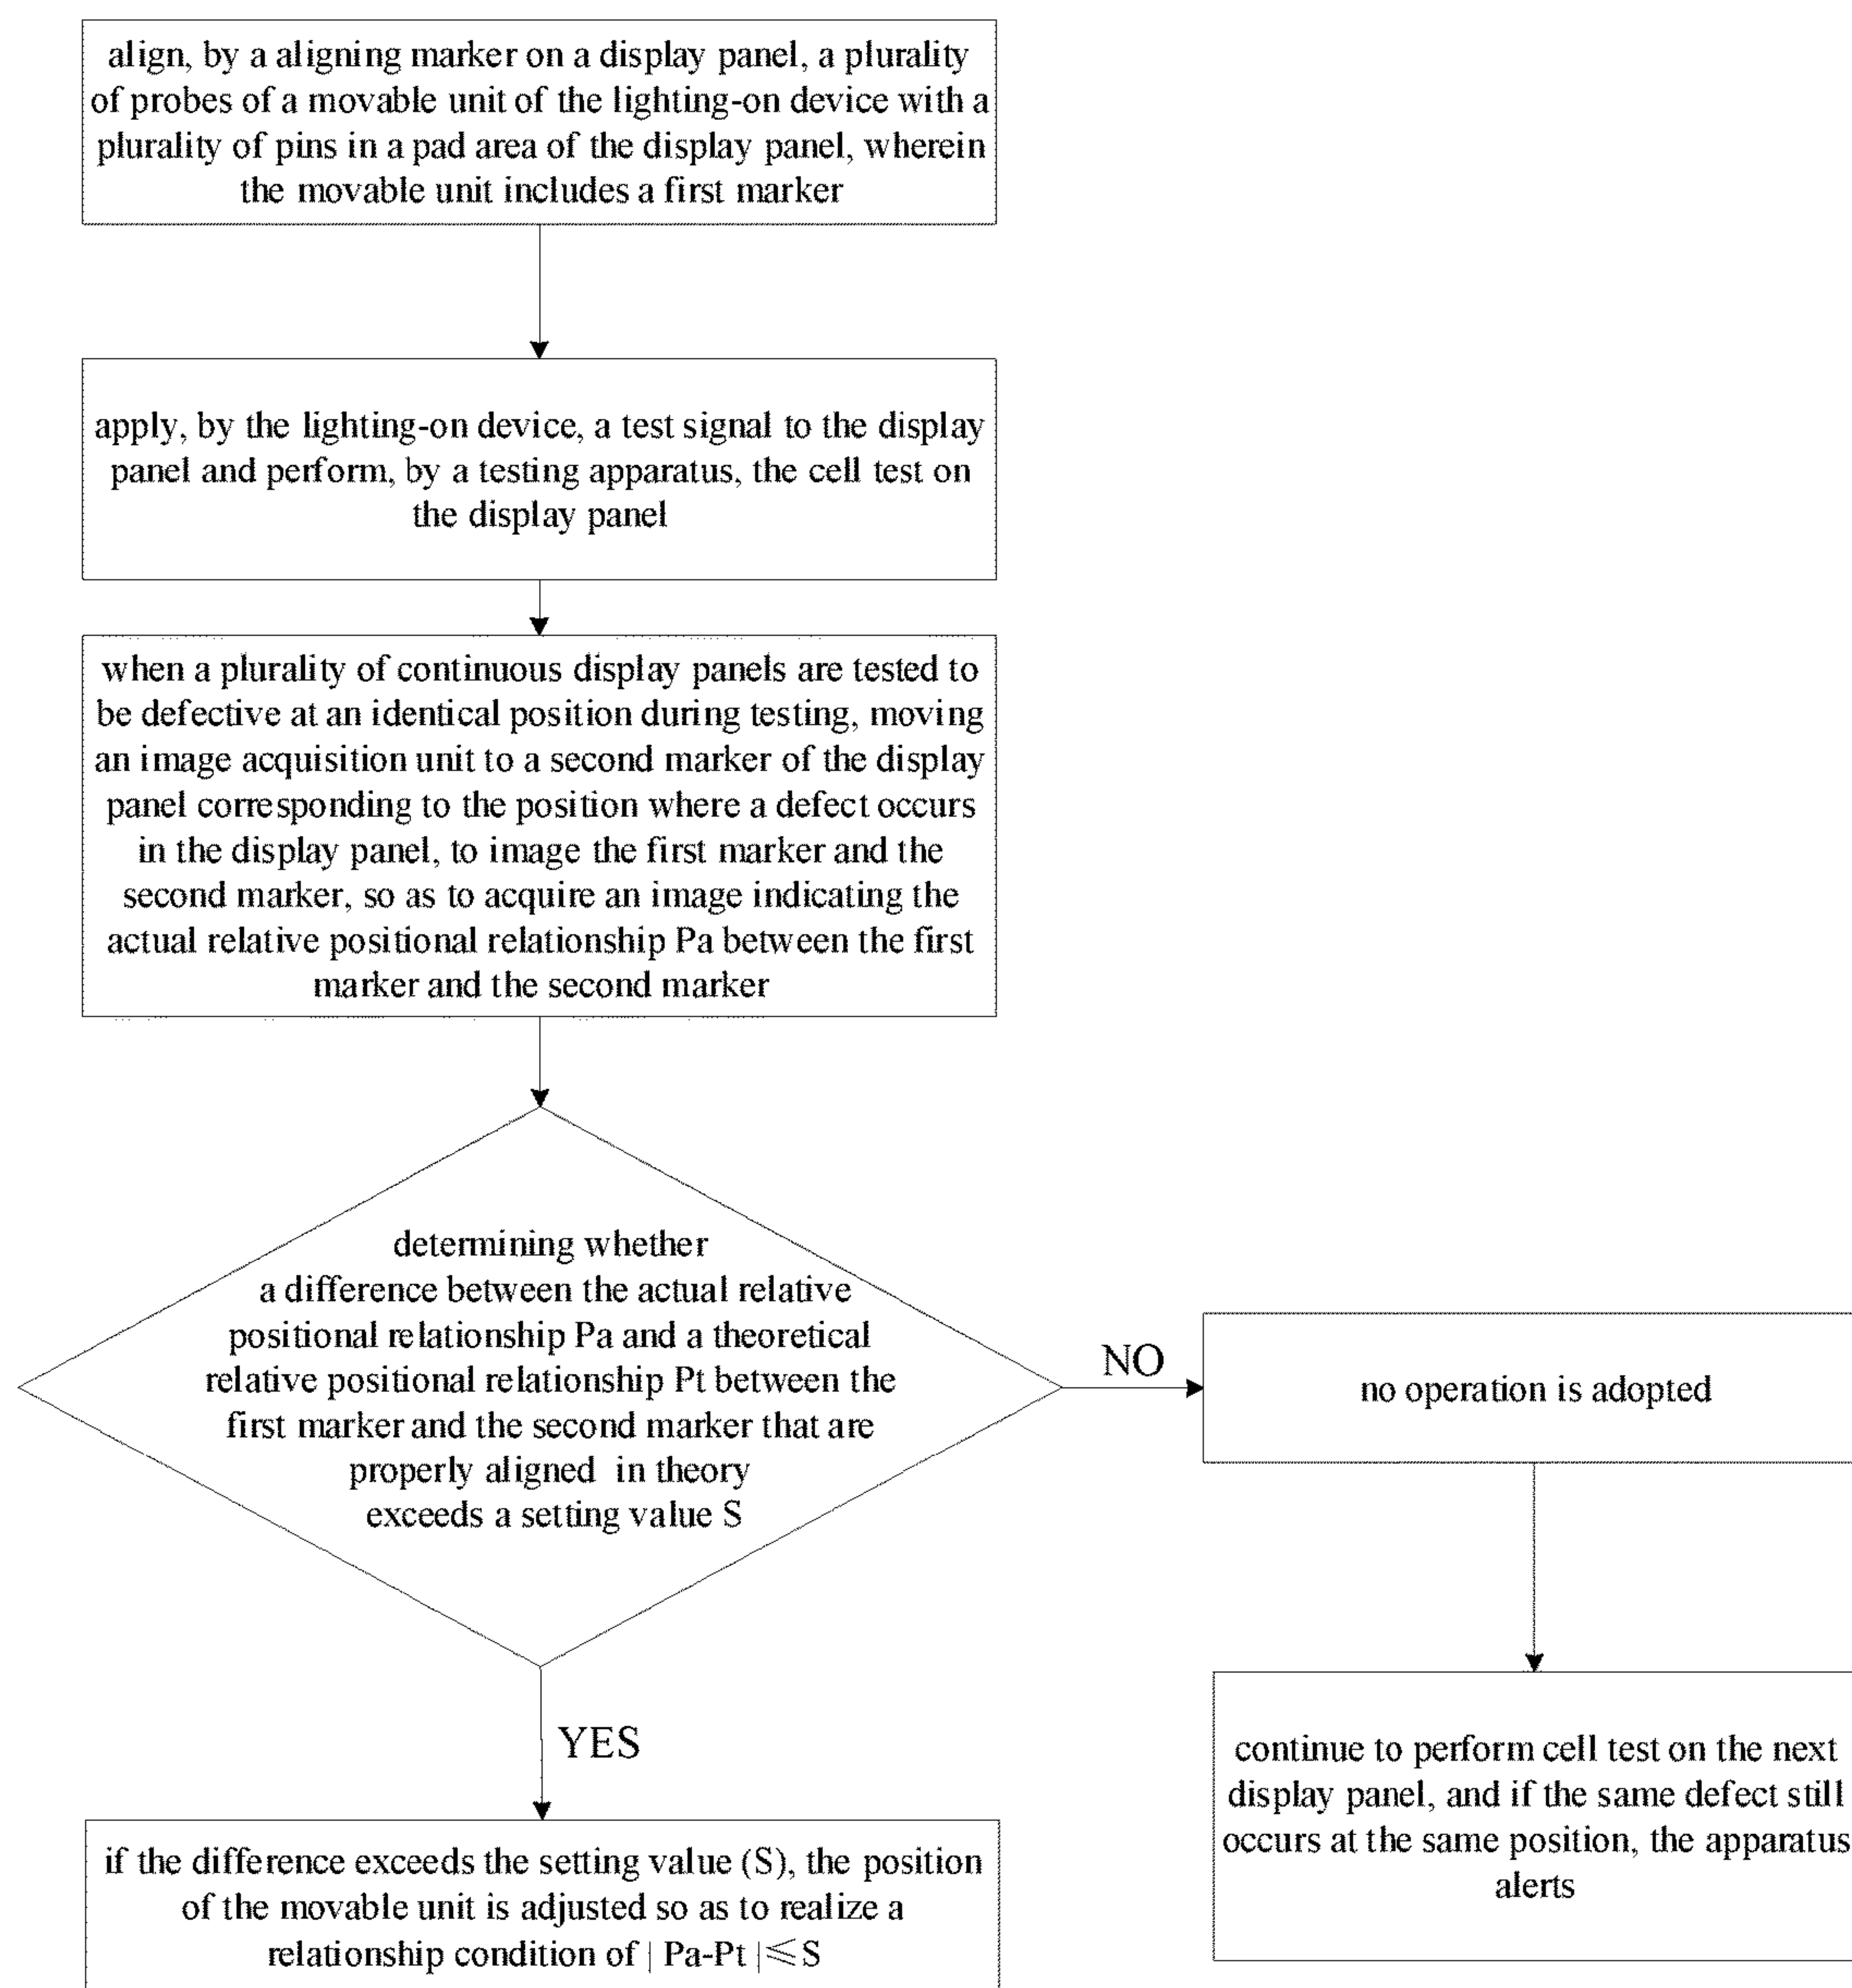 align, by a aligning marker on a display panel, a plurality
of probes of a movable unit of the lighting-on device with a
plurality of pins in a pad area of the display panel, wherein
the movable unit includes a first marker
apply, by the lighting-on device, a test signal to the display
panel and perform, by a testing apparatus, the cell test on
the display panel
when a plurality of continuous display panels are tested to
be defective at an identical position during testing, moving
an image acquisition unit to a second marker of the display
panel corresponding to the position where a defect occurs
in the display panel, to image the first marker and the
second marker, so as to acquire an image indicating the
actual relative positional relationship Pa between the first
marker and the second marker
determining whether
a difference between the actual relative
positional relationship Pa and a theoretical
relative positional relationship Pt between the
first marker and the second marker that are
properly aligned in theory
exceeds a setting value S
NO
no operation is adopted
YES
continue to perform cell test on the next
display panel, and if the same defect still
occurs at the same position, the apparatus
alerts
if the difference exceeds the setting value (S), the position
of the movable unit is adjusted so as to realize a
relationship condition of | Pa-Pt |≤S